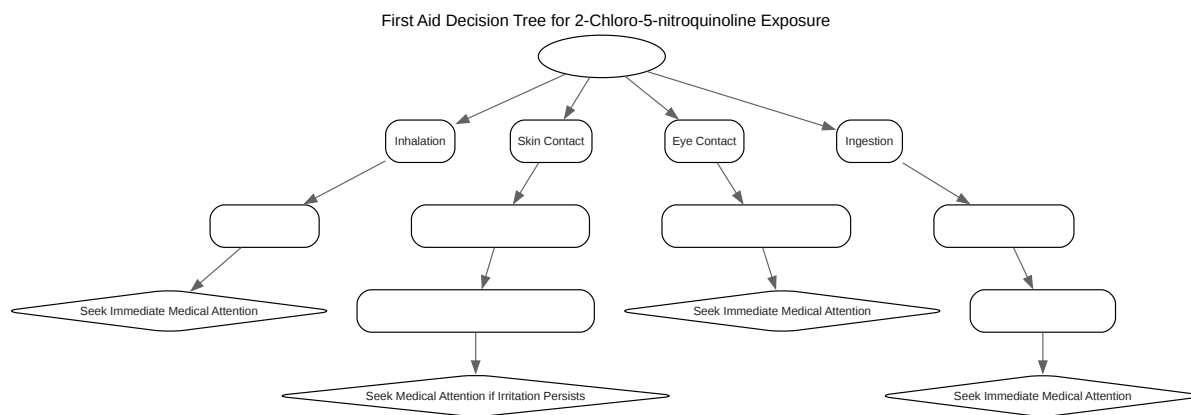 First Aid Decision Tree for 2-Chloro-5-nitroquinoline Exposure
Inhalation
Skin Contact
Eye Contact
Ingestion
Seek Immediate Medical Attention
Seek Immediate Medical Attention
Seek Medical Attention if Irritation Persists
Seek Immediate Medical Attention